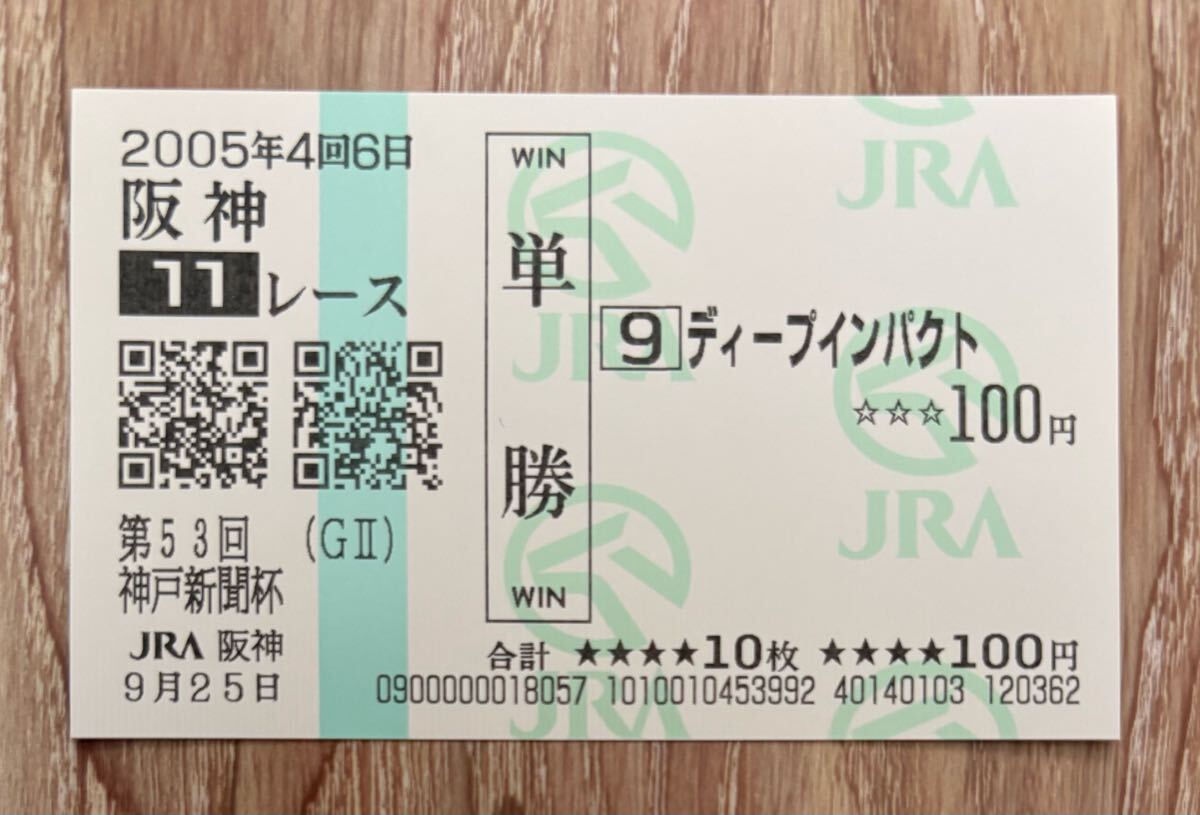 2005年4回6日
阪神
11レース
第53回 (GⅡ)
神戸新聞杯
JRA 阪神
9月25日
WIN
単勝
WIN
9 ディープインパクト
☆☆☆100円
合計 ★★★★10枚 ★★★★100円
0900000018057 1010010453992 40140103 120362
JRA
JRA
JRA
JRA